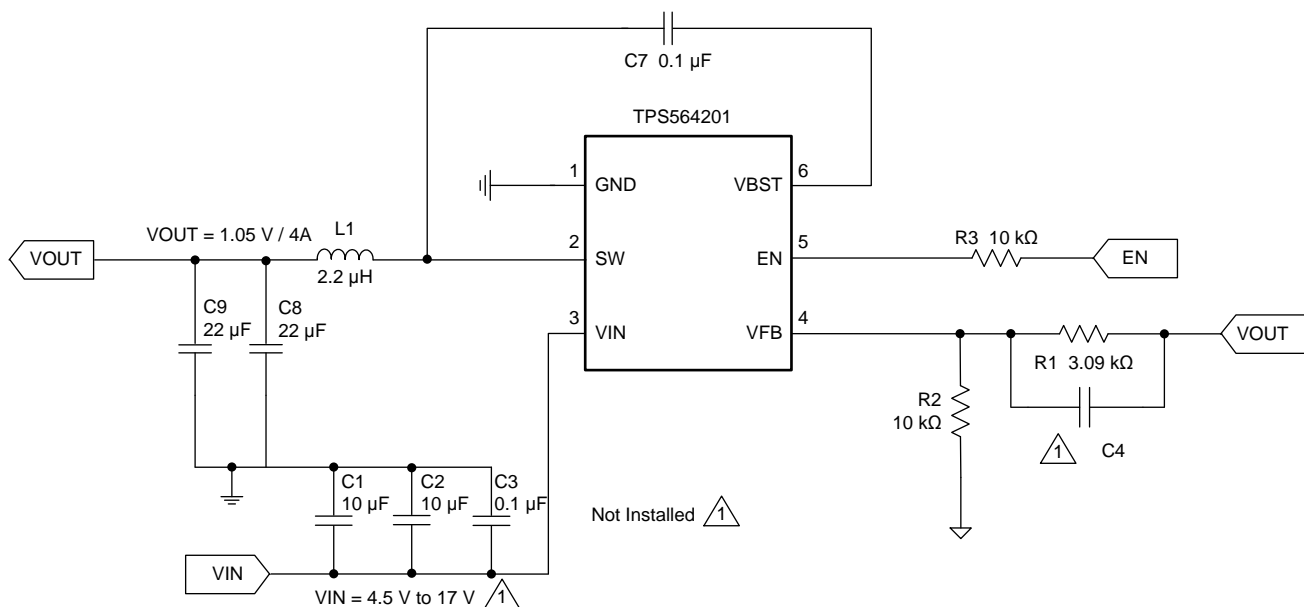 C7 0.1 µF
TPS564201
1
GND
VBST
6
VOUT = 1.05 V / 4A
L1
VOUT
2.2 µH
2
SW
EN
5
R3 10 kΩ
EN
C9
22 µF
C8
22 µF
3
VIN
VFB
4
VOUT
R1 3.09 kΩ
R2
10 kΩ
1
C4
C1
10 µF
C2
10 µF
C3
0.1 µF
Not Installed 1
VIN
VIN = 4.5 V to 17 V 1